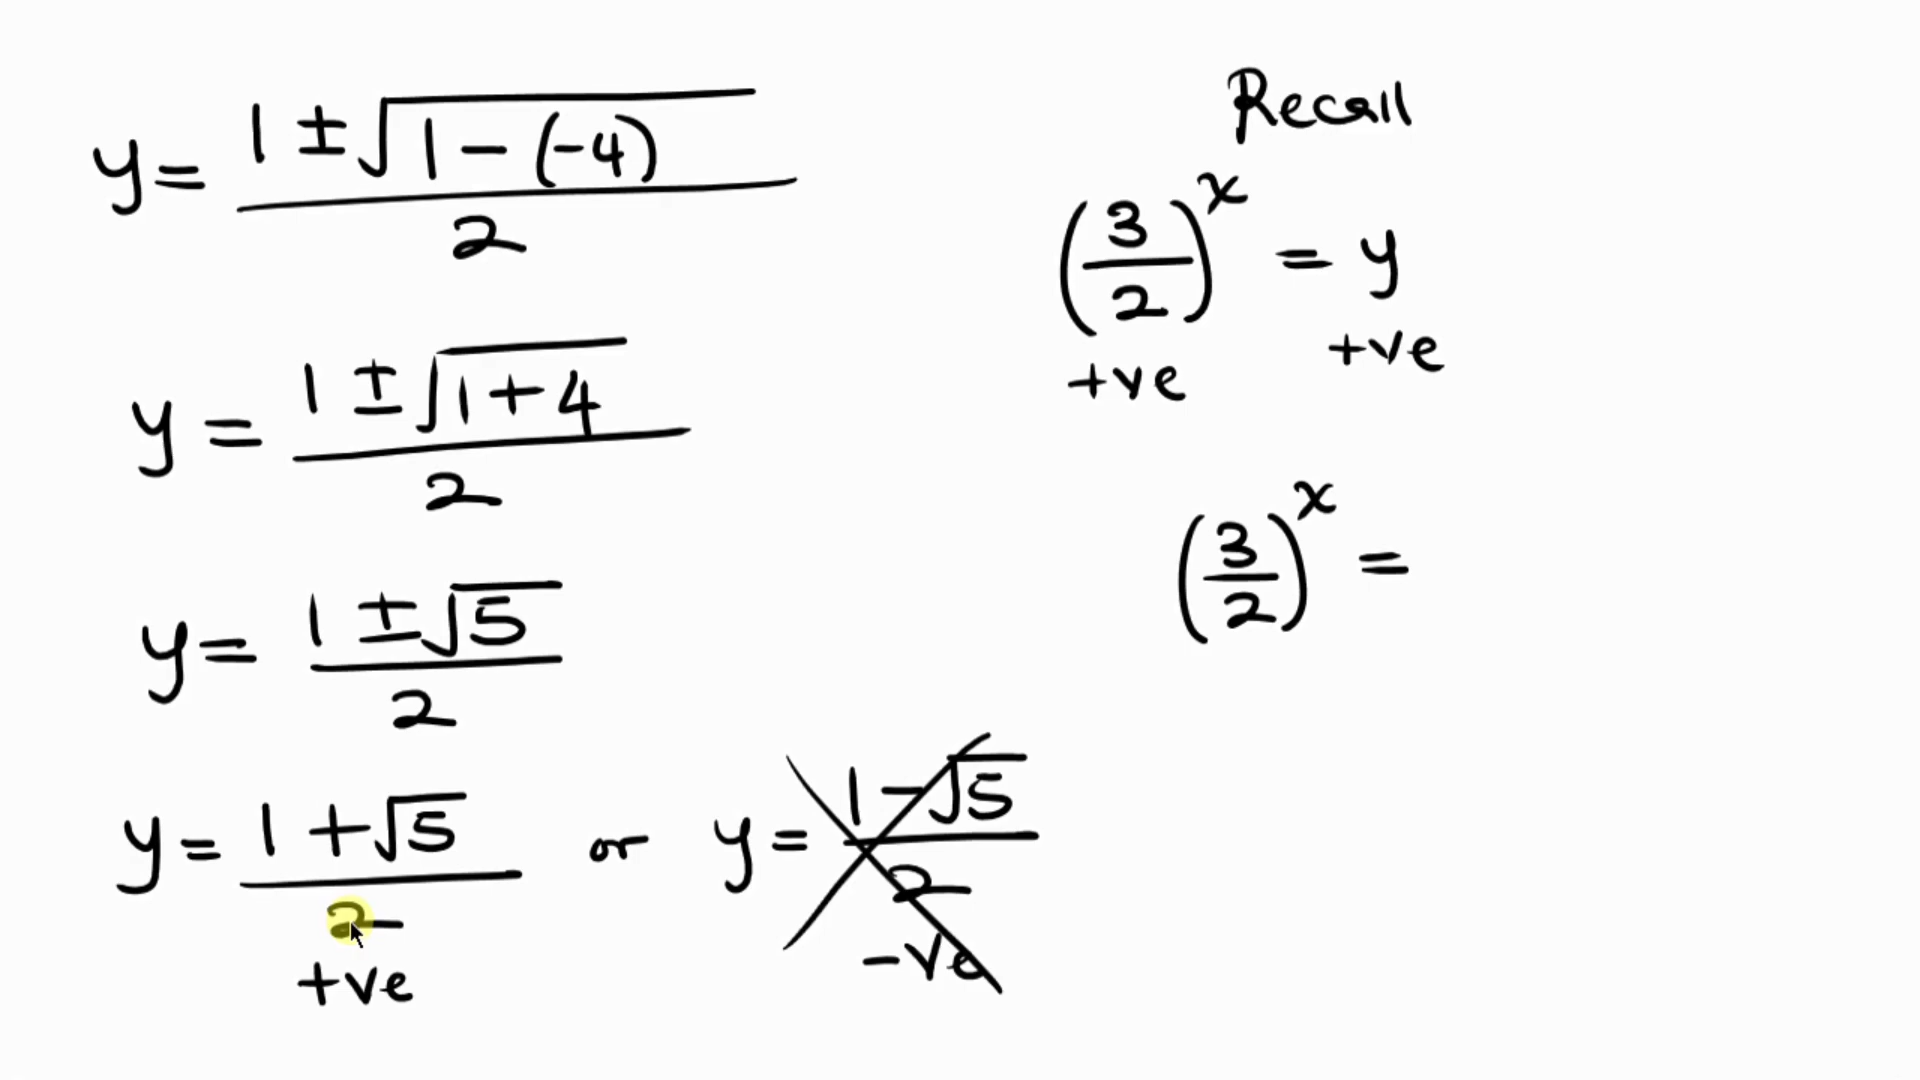 y = (1 ± √(1 - (-4))) / 2
y = (1 ± √(1 + 4)) / 2
y = (1 ± √5) / 2
y = (1 + √5) / 2 or y = (1 - √5) / 2
+ve -ve
Recall
(3/2)^x = y
+ve +ve
(3/2)^x =